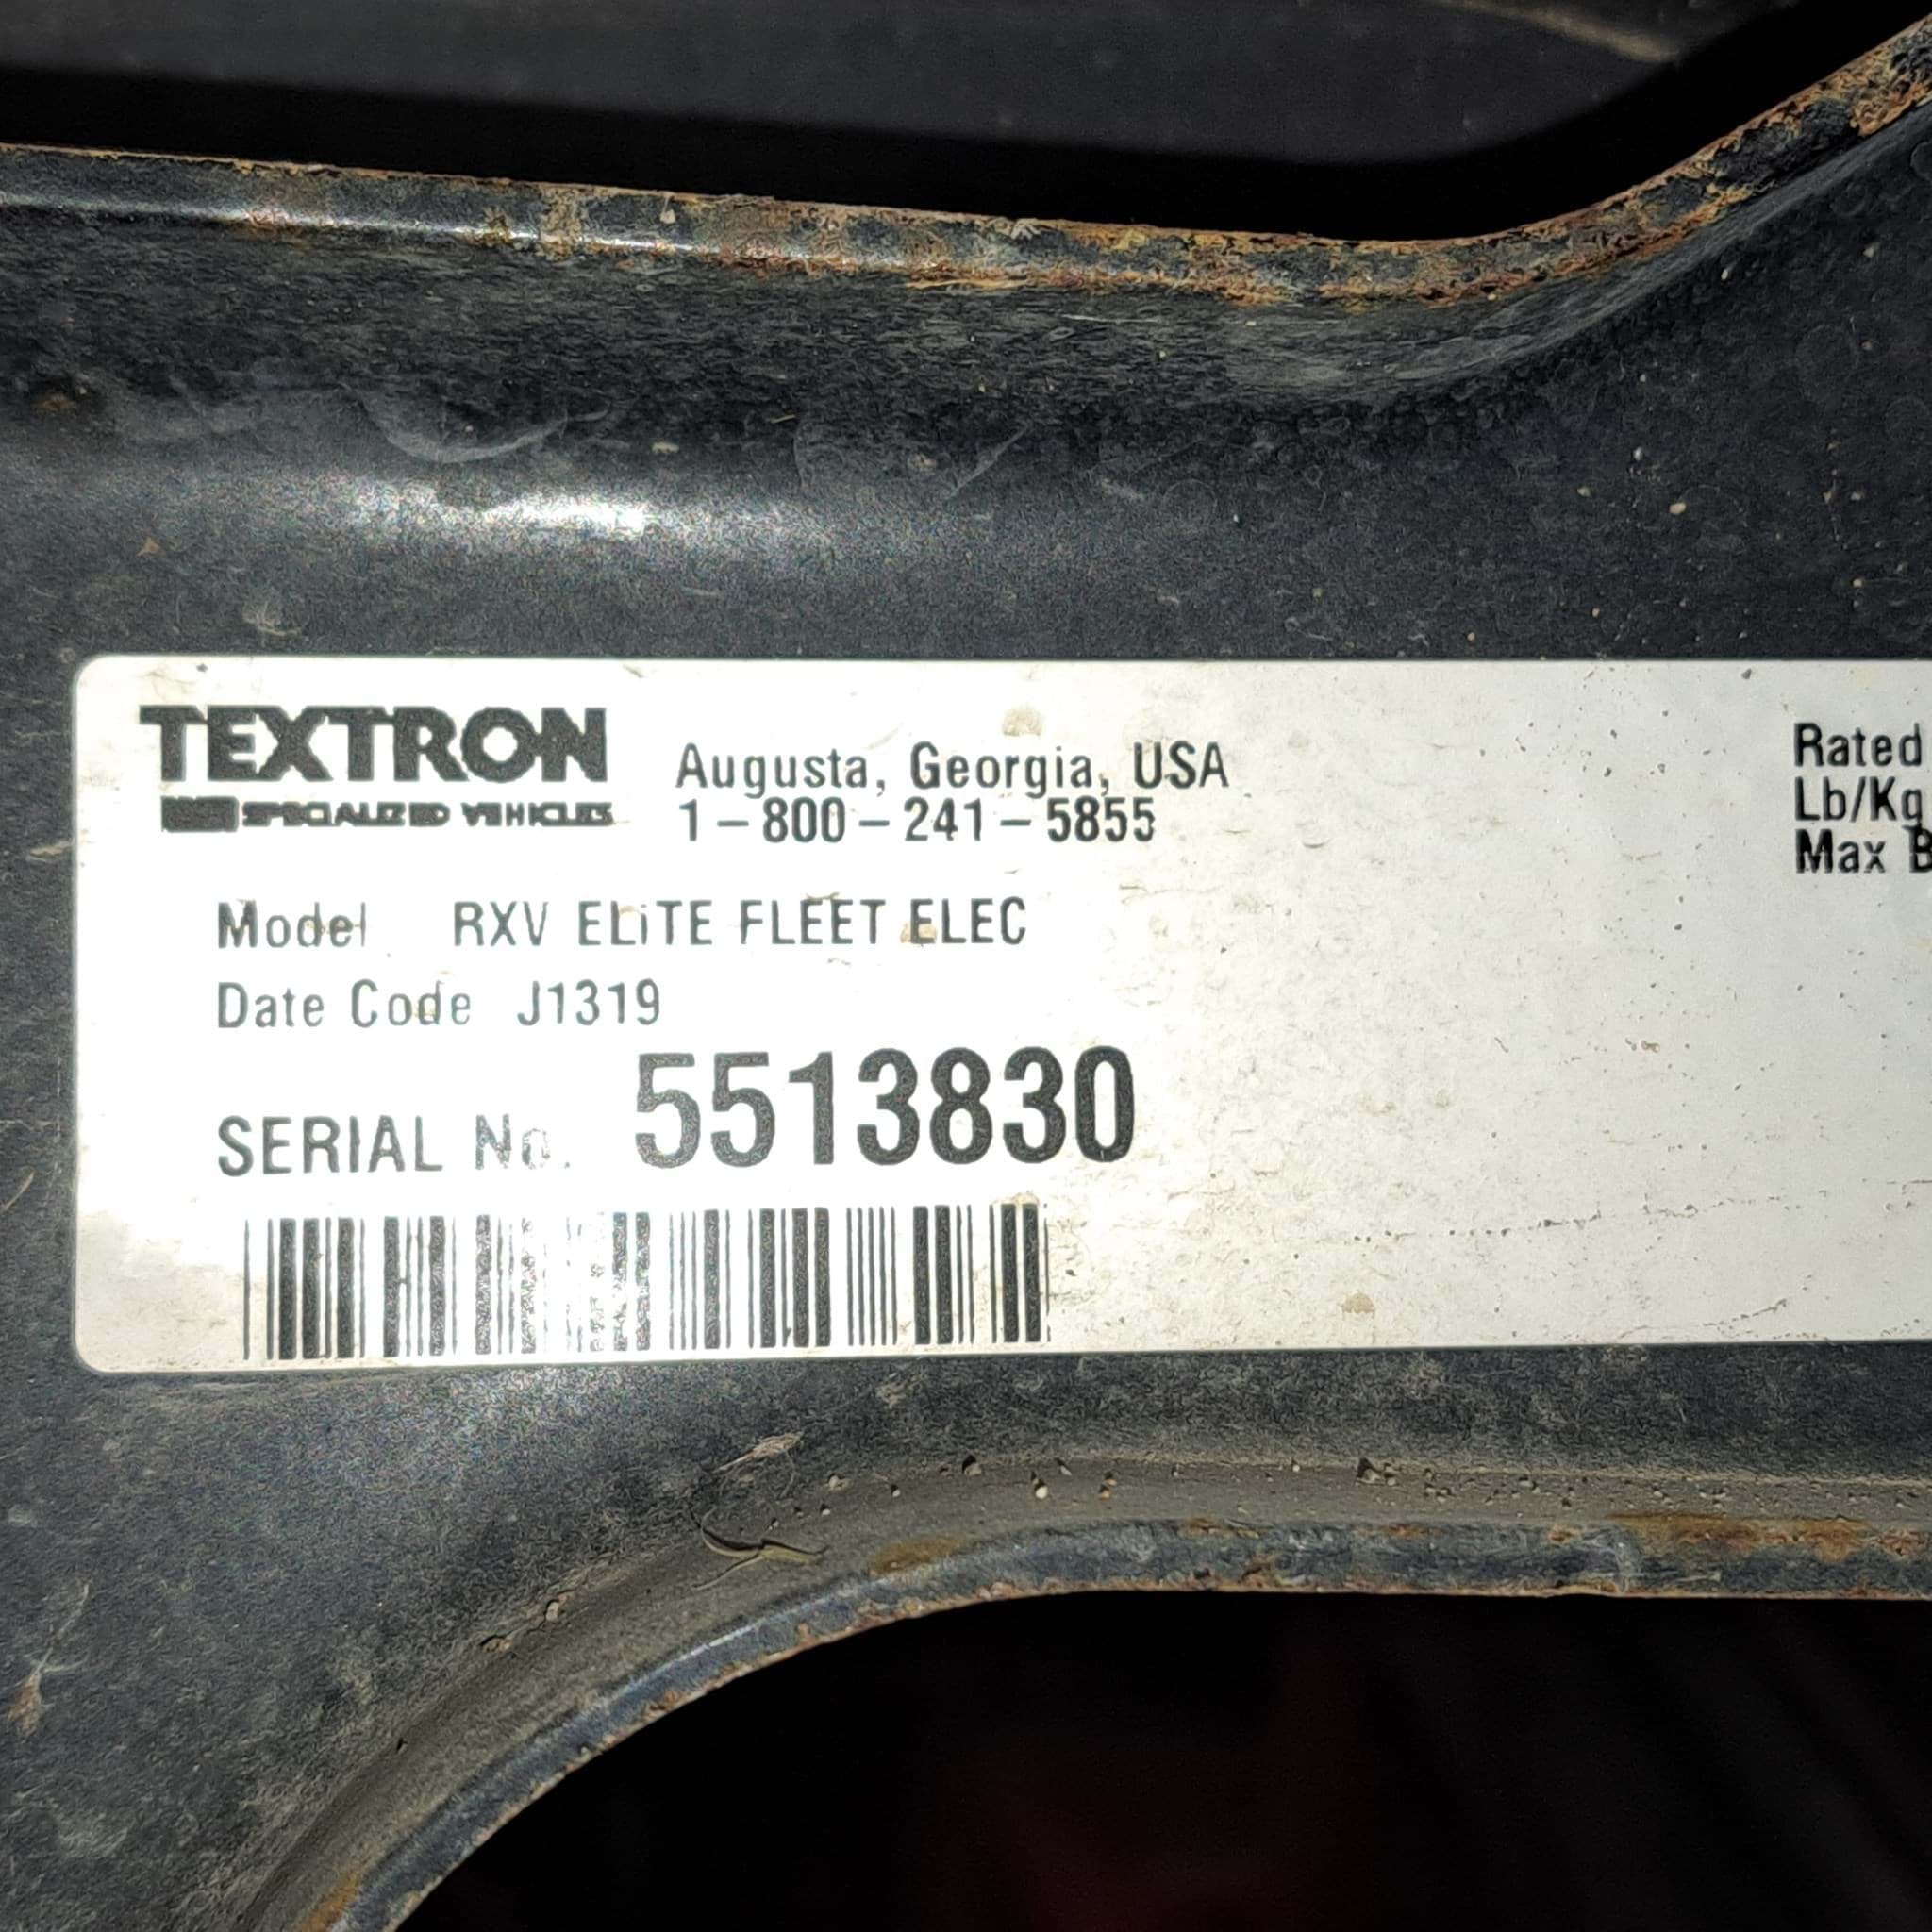 TEXTRON
SPECIALIZED VEHICLES
Augusta, Georgia, USA
1-800-241-5855
Rated
Lb/Kg
Max B
Model RXV ELiTE FLEET ELEC
Date Code J1319
SERIAL No. 5513830